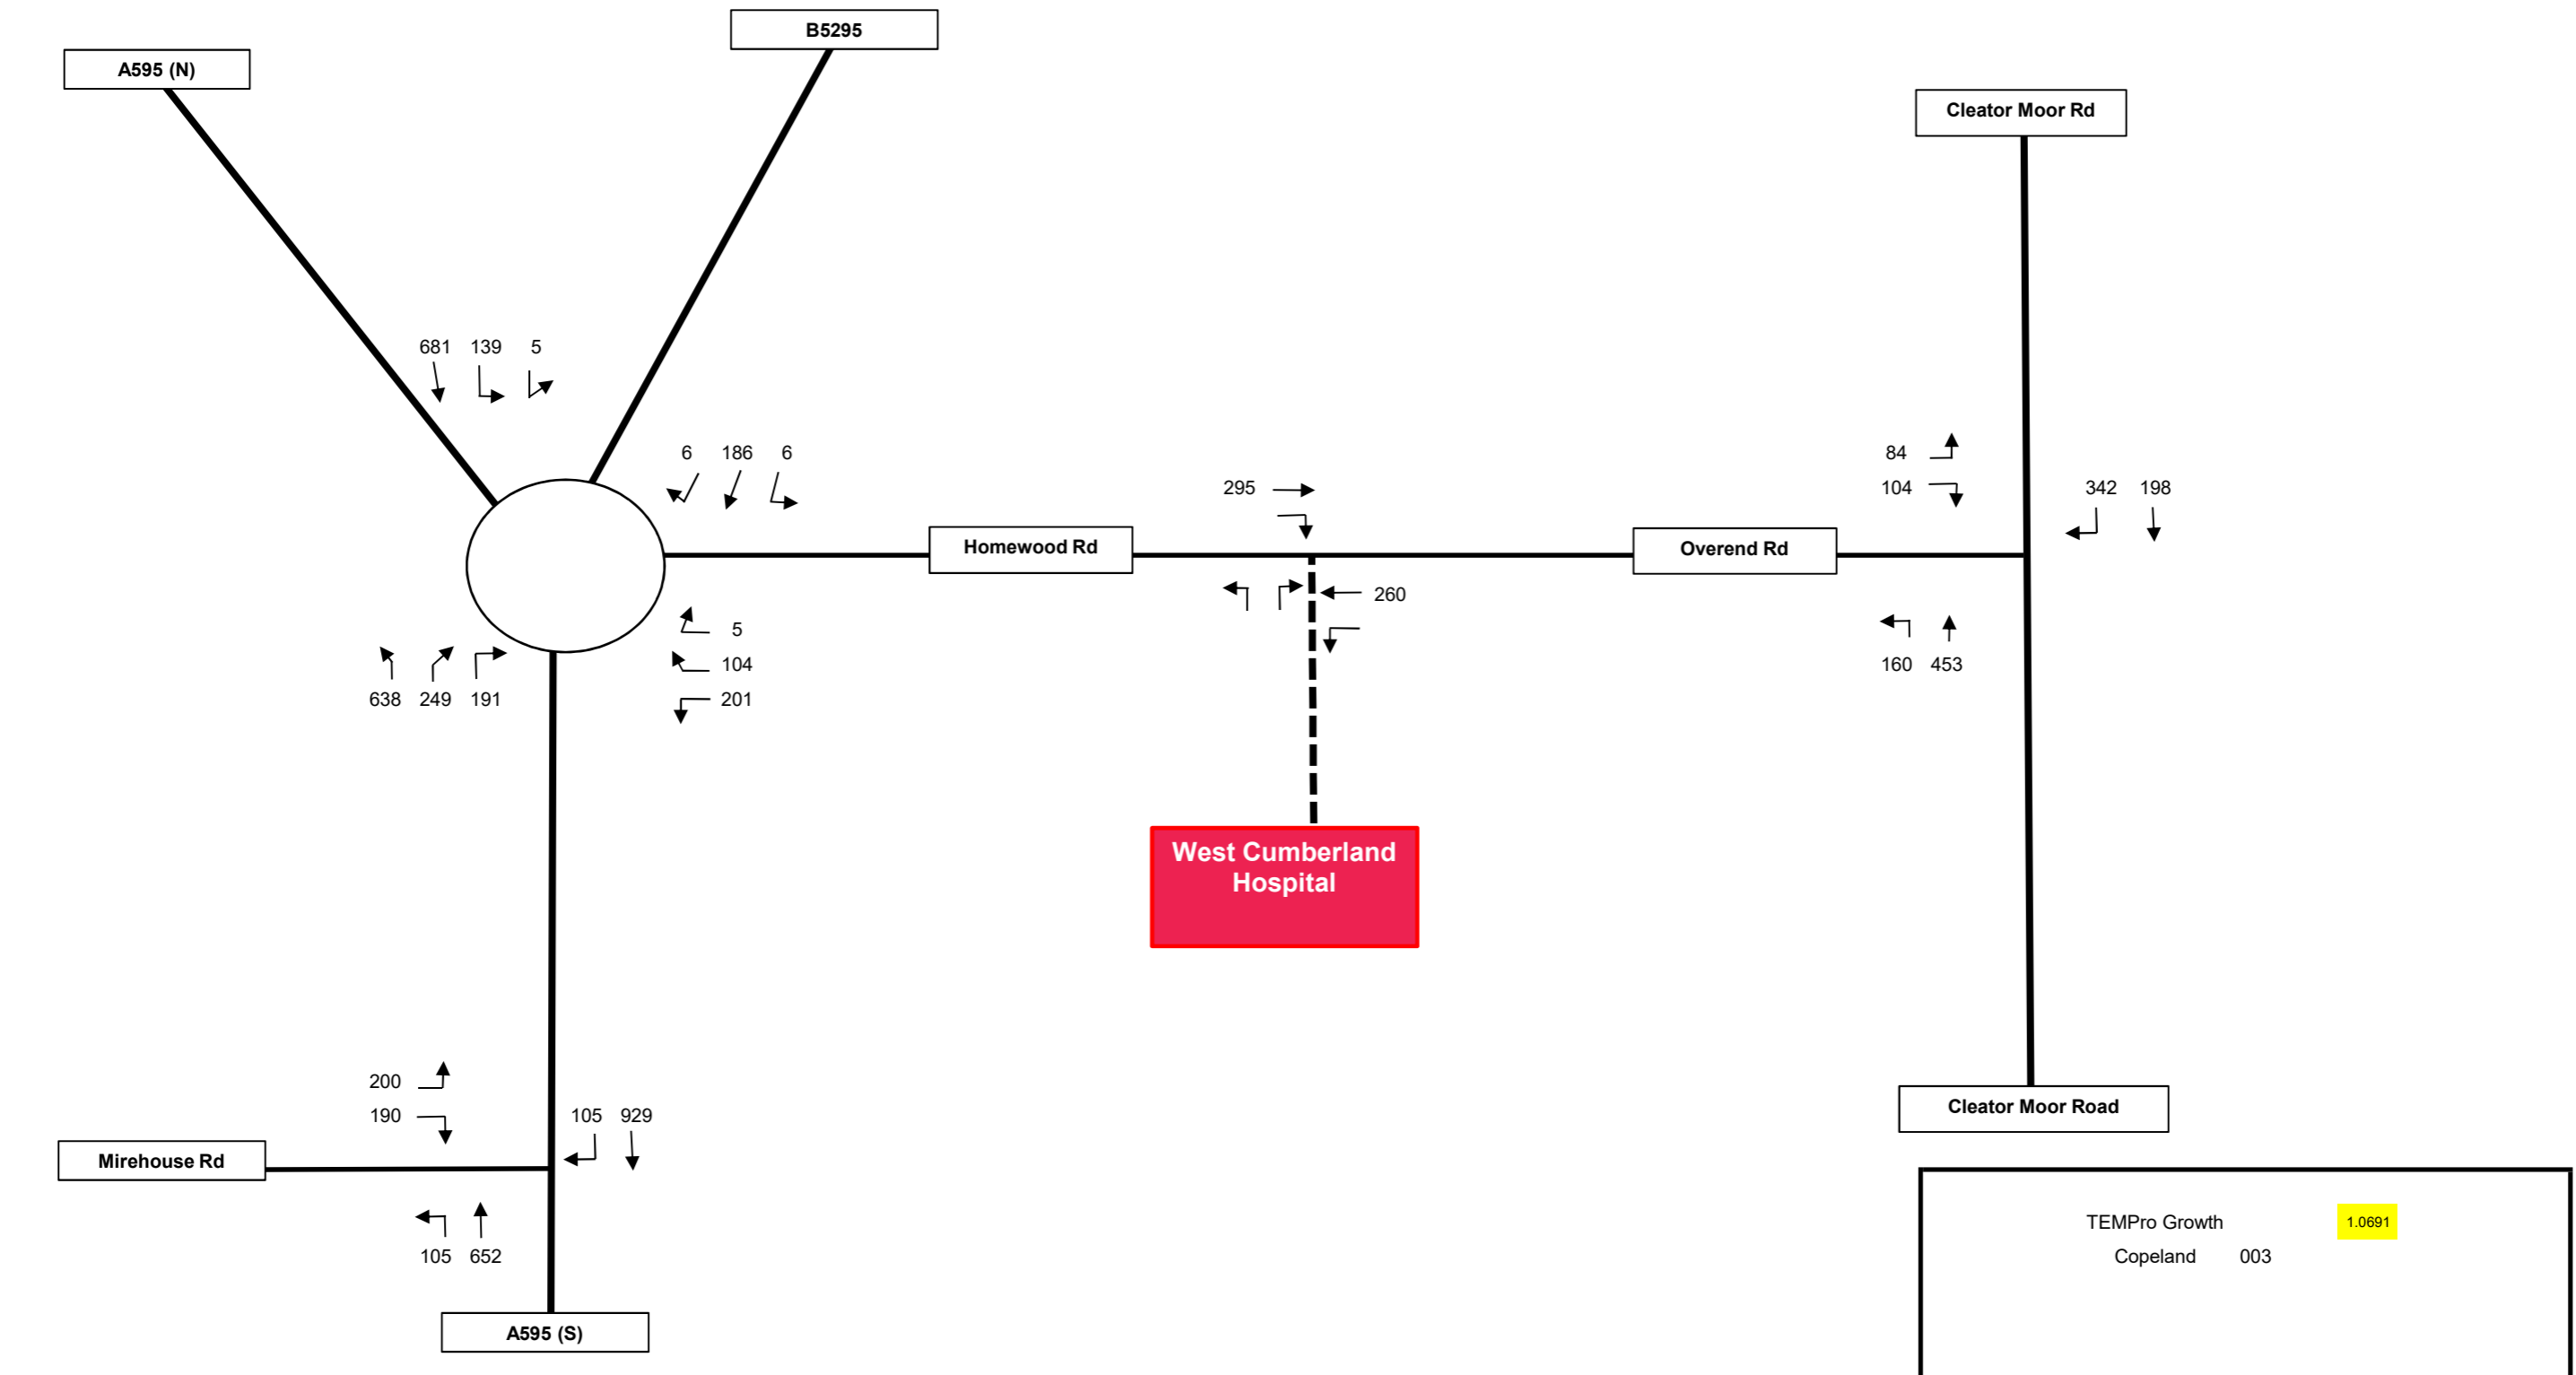 B5295
A595 (N)
Cleator Moor Rd
681 139 5
6 186 6
84
295
104
342 198
Homewood Rd
Overend Rd
260
5
104
160 453
638 249 191
201
West Cumberland
Hospital
200
190
105 929
Cleator Moor Road
Mirehouse Rd
TEMPro Growth 1.0691
105 652
Copeland 003
A595 (S)